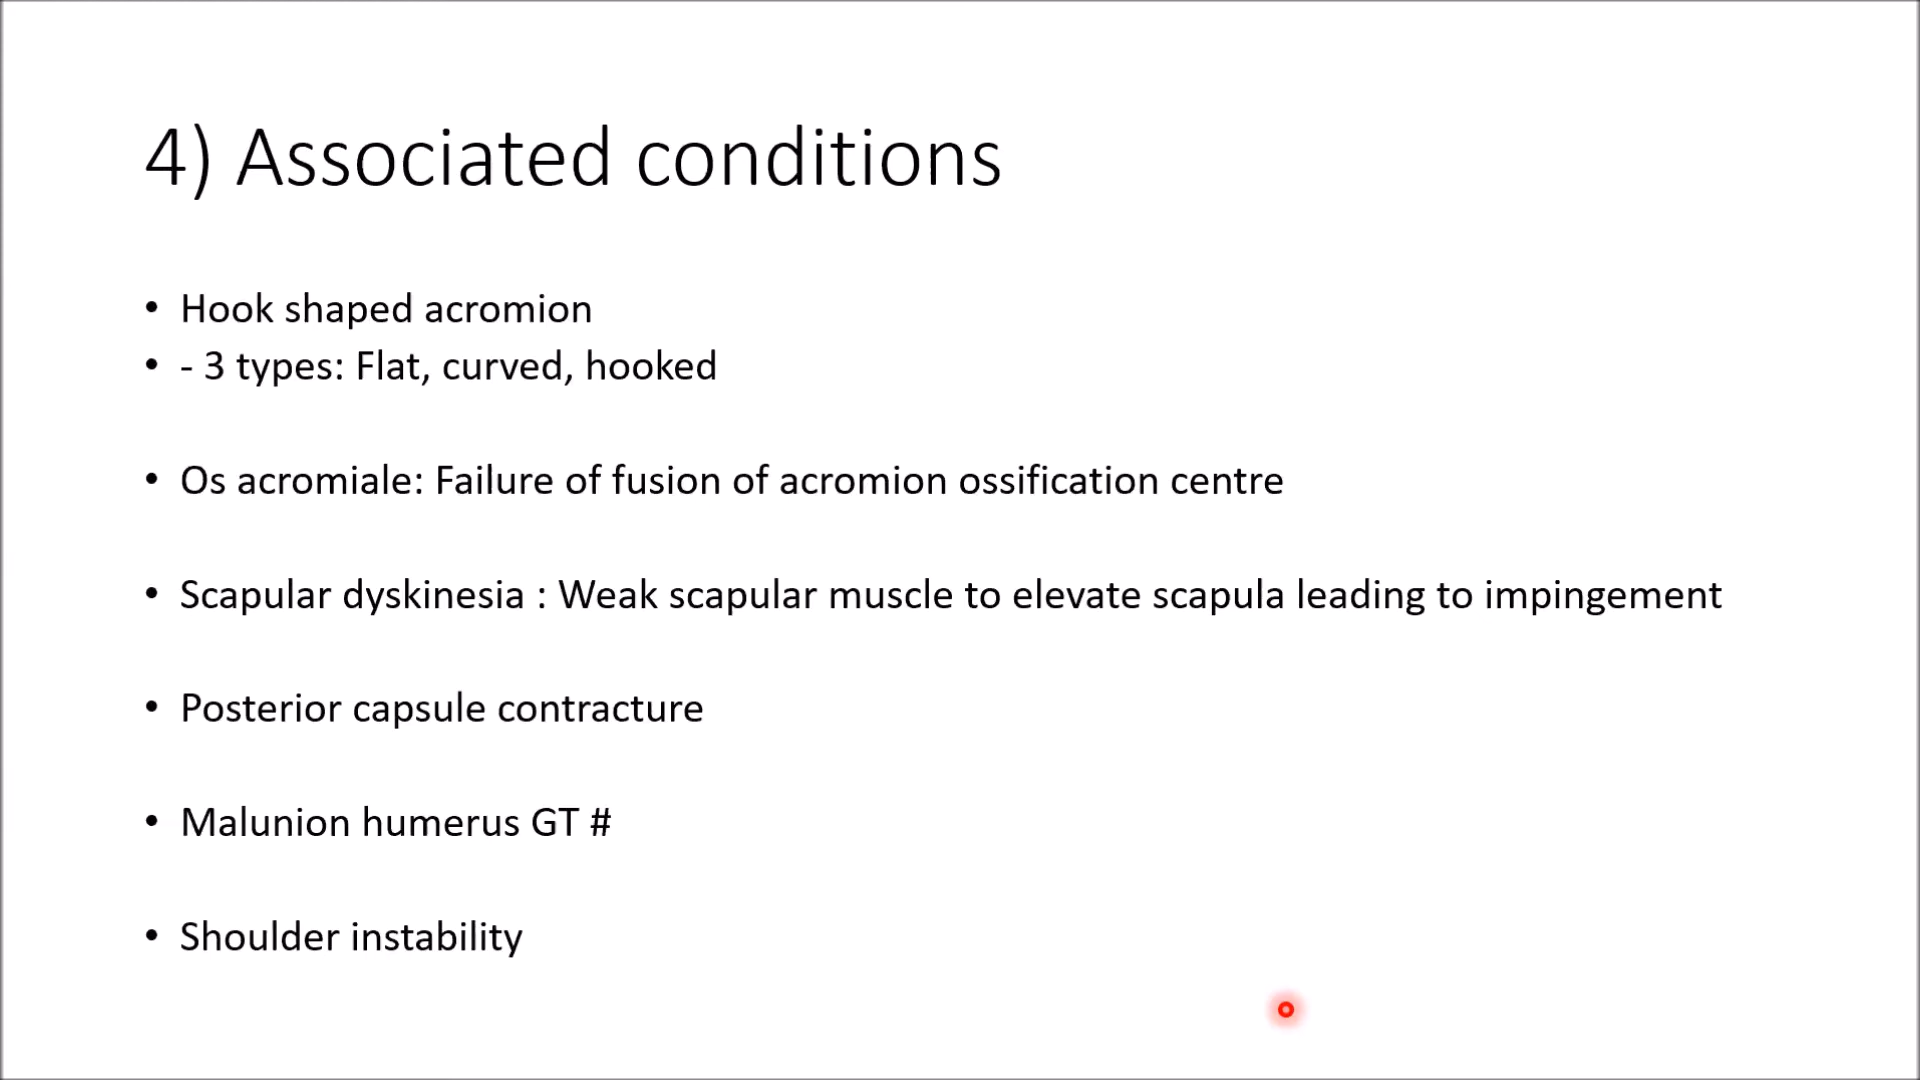 4) Associated conditions
• Hook shaped acromion
• - 3 types: Flat, curved, hooked
• Os acromiale: Failure of fusion of acromion ossification centre
• Scapular dyskinesia : Weak scapular muscle to elevate scapula leading to impingement
• Posterior capsule contracture
• Malunion humerus GT #
• Shoulder instability